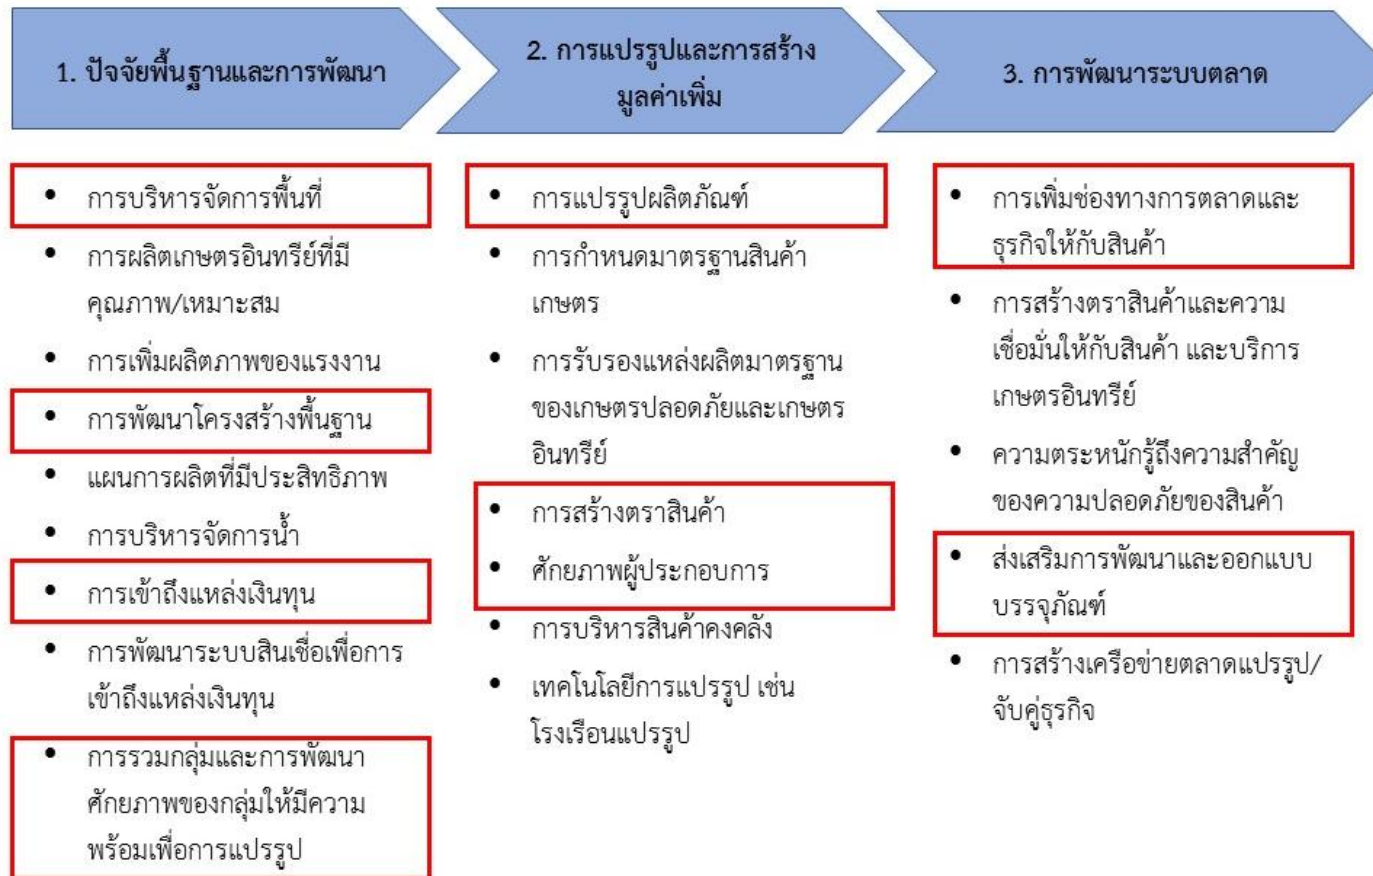 1. ปัจจัยพื้นฐานและการพัฒนา
• การบริหารจัดการพื้นที่
• การผลิตเกษตรอินทรีย์ที่มี
คุณภาพ/เหมาะสม
• การเพิ่มผลิตภาพของแรงงาน
• การพัฒนาโครงสร้างพื้นฐาน
• แผนการผลิตที่มีประสิทธิภาพ
• การบริหารจัดการน้ำ
• การเข้าถึงแหล่งเงินทุน
• การพัฒนาระบบสินเชื่อเพื่อการ
เข้าถึงแหล่งเงินทุน
• การรวมกลุ่มและการพัฒนา
ศักยภาพของกลุ่มให้มีความ
พร้อมเพื่อการแปรรูป
2. การแปรรูปและการสร้าง
มูลค่าเพิ่ม
• การแปรรูปผลิตภัณฑ์
• การกำหนดมาตรฐานสินค้า
เกษตร
• การรับรองแหล่งผลิตมาตรฐาน
ของเกษตรปลอดภัยและเกษตร
อินทรีย์
• การสร้างตราสินค้า
• ศักยภาพผู้ประกอบการ
• การบริหารสินค้าคงคลัง
• เทคโนโลยีการแปรรูป เช่น
โรงเรือนแปรรูป
3. การพัฒนาระบบตลาด
• การเพิ่มช่องทางการตลาดและ
ธุรกิจให้กับสินค้า
• การสร้างตราสินค้าและความ
เชื่อมั่นให้กับสินค้า และบริการ
เกษตรอินทรีย์
• ความตระหนักรู้ถึงความสำคัญ
ของความปลอดภัยของสินค้า
• ส่งเสริมการพัฒนาและออกแบบ
บรรจุภัณฑ์
• การสร้างเครือข่ายตลาดแปรรูป/
จับคู่ธุรกิจ